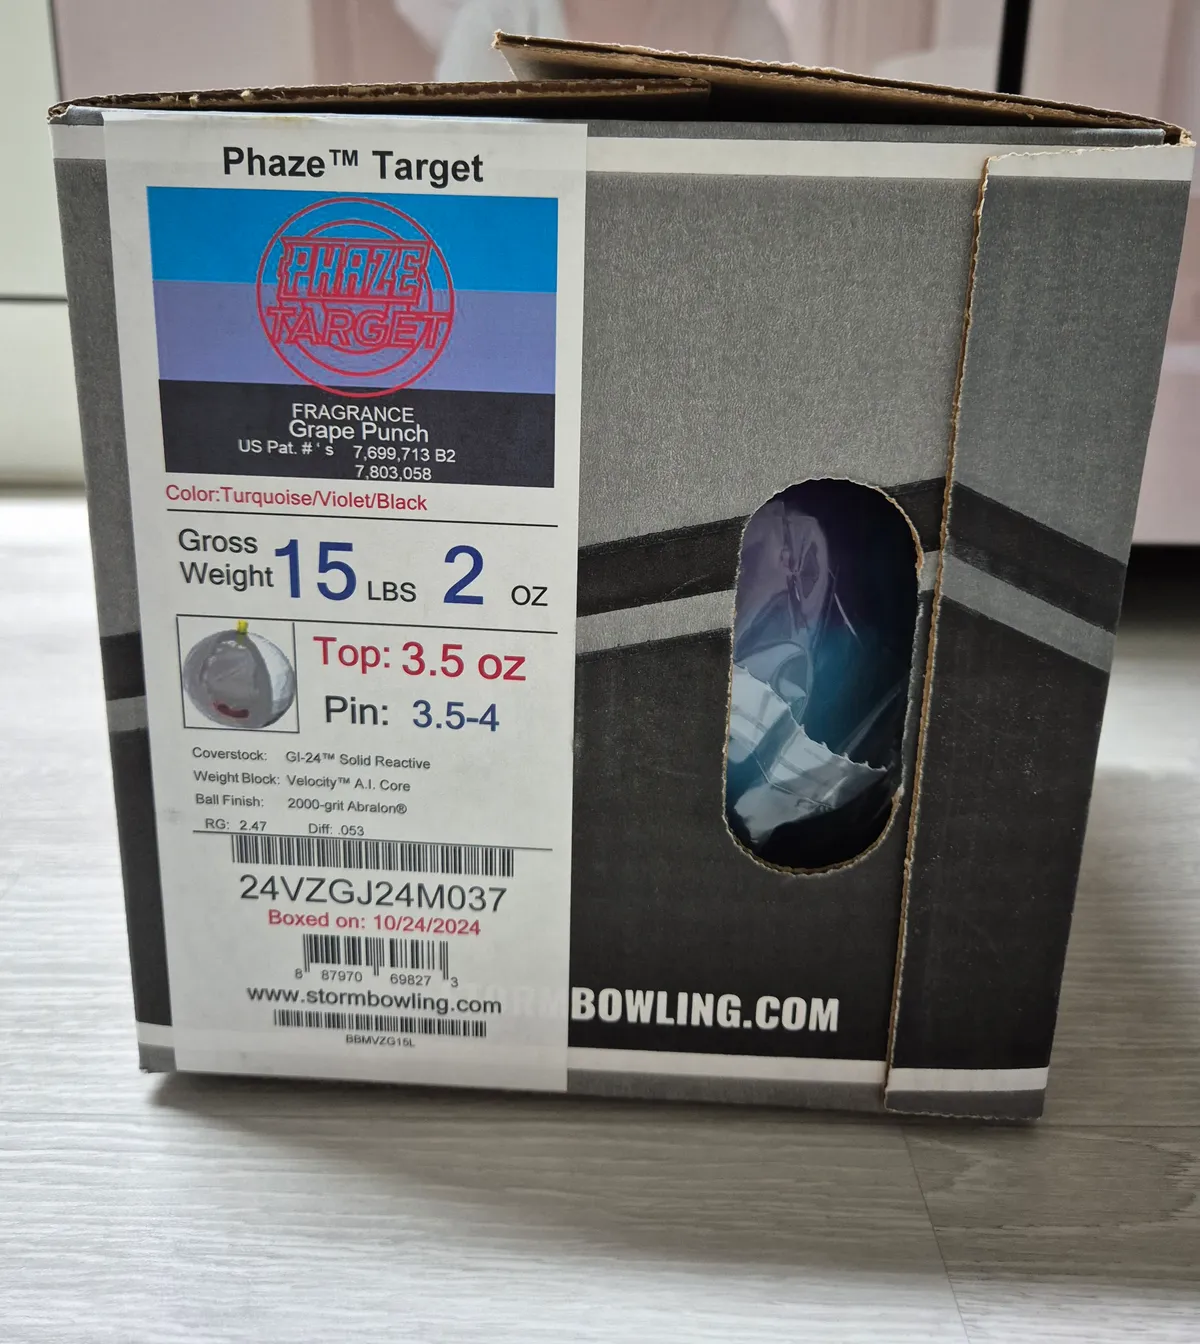 Phaze™ Target
PHAZE
TARGET
FRAGRANCE
Grape Punch
US Pat. # ' s 7,699,713 B2
7,803,058
Color:Turquoise/Violet/Black
Gross
Weight 15 LBS 2 oz
Top: 3.5 oz
Pin: 3.5-4
Coverstock: GI-24™ Solid Reactive
Weight Block: Velocity™ A.I. Core
Ball Finish: 2000-grit Abralon®
RG: 2.47 Diff: .053
24VZGJ24M037
Boxed on: 10/24/2024
8 87970 69827 3
www.stormbowling.com
BBMVZG15L
STORMBOWLING.COM